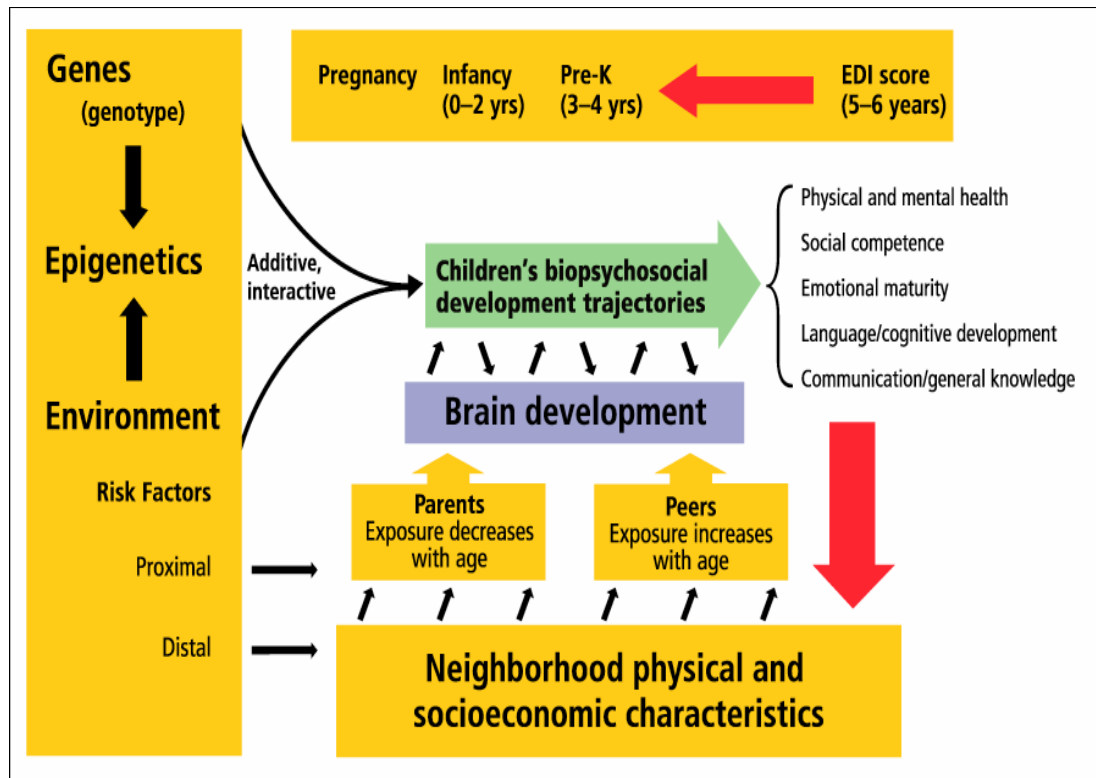 Genes
(genotype)
Epigenetics
Environment
Risk Factors
Proximal
Distal
Additive,
interactive
Pregnancy
Infancy
(0–2 yrs)
Pre-K
(3–4 yrs)
EDI score
(5–6 years)
Children's biopsychosocial
development trajectories
Physical and mental health
Social competence
Emotional maturity
Language/cognitive development
Communication/general knowledge
Brain development
Parents
Exposure decreases
with age
Peers
Exposure increases
with age
Neighborhood physical and
socioeconomic characteristics